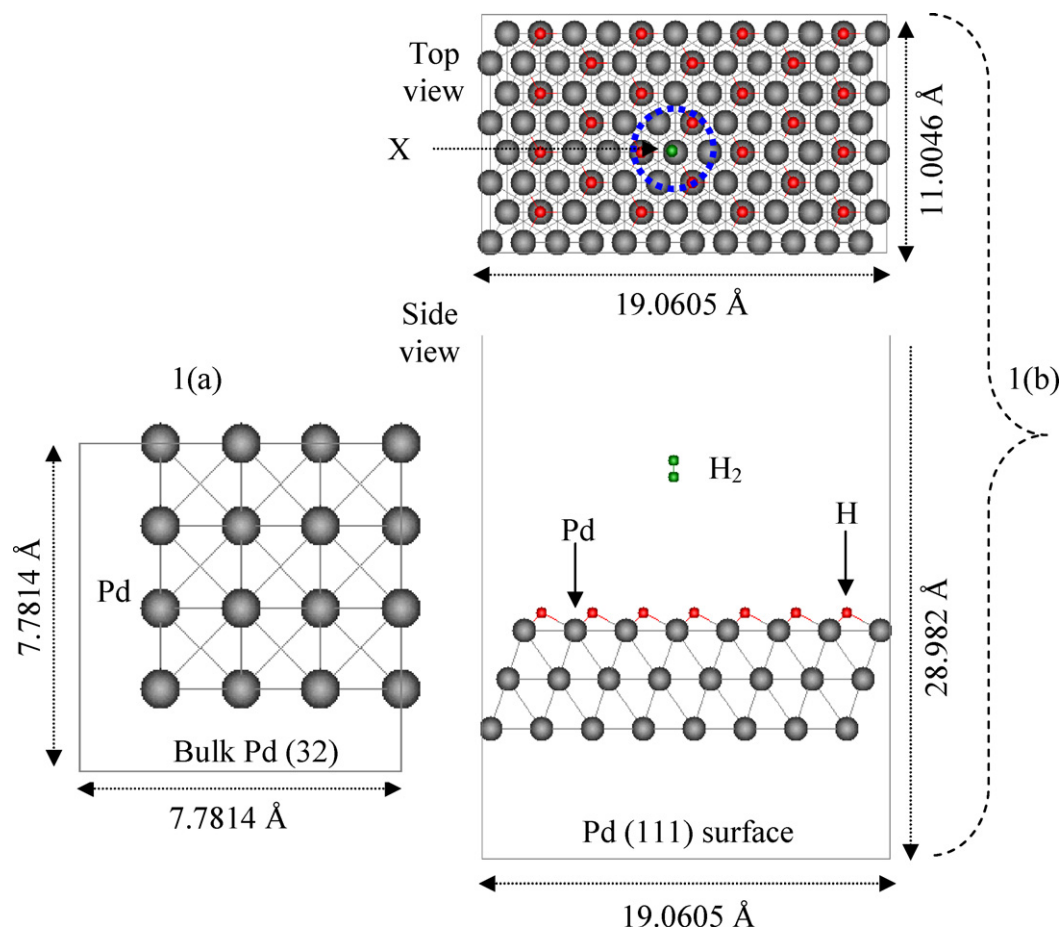 Top
view
X
11.0046 Å
19.0605 Å
Side
view
1(a)
1(b)
H₂
Pd
H
Pd
7.7814 Å
28.982 Å
Bulk Pd (32)
7.7814 Å
Pd (111) surface
19.0605 Å